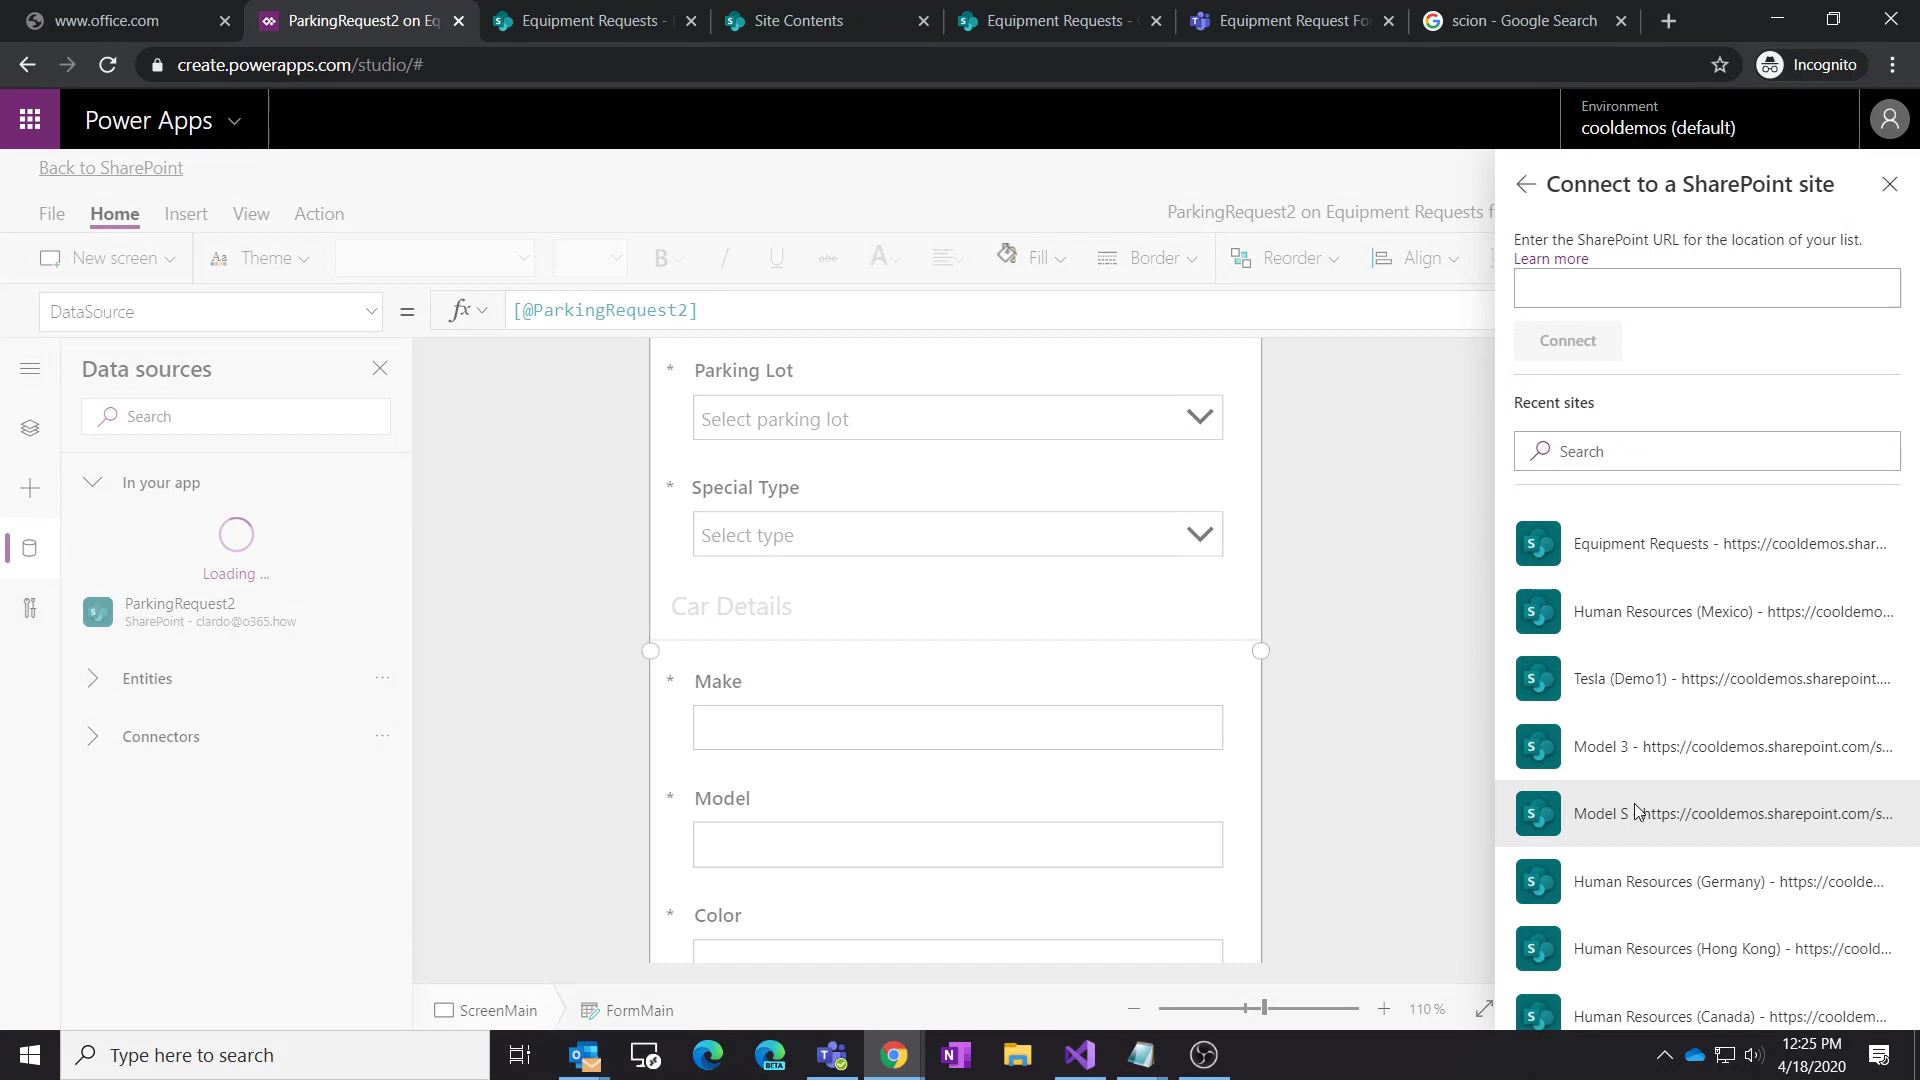 www.office.com
ParkingRequest2 on Eq
Equipment Requests -
Site Contents
Equipment Requests -
Equipment Request Fo
scion - Google Search
create.powerapps.com/studio/#
Incognito
Power Apps
Environment
cooldemos (default)
Back to SharePoint
File
Home
Insert
View
Action
ParkingRequest2 on Equipment Requests f
New screen
Theme
B
I
U
abc
A
Fill
Border
Reorder
Align
DataSource
=
fx
[@ParkingRequest2]
Data sources
Search
In your app
Loading ...
ParkingRequest2
SharePoint - clardo@o365.how
Entities
Connectors
* Parking Lot
Select parking lot
* Special Type
Select type
Car Details
* Make
* Model
* Color
ScreenMain
FormMain
110 %
Connect to a SharePoint site
Enter the SharePoint URL for the location of your list.
Learn more
Connect
Recent sites
Search
Equipment Requests - https://cooldemos.shar...
Human Resources (Mexico) - https://cooldemo...
Tesla (Demo1) - https://cooldemos.sharepoint....
Model 3 - https://cooldemos.sharepoint.com/s...
Model S https://cooldemos.sharepoint.com/s...
Human Resources (Germany) - https://coolde...
Human Resources (Hong Kong) - https://coold...
Human Resources (Canada) - https://cooldem...
Type here to search
BETA
12:25 PM
4/18/2020